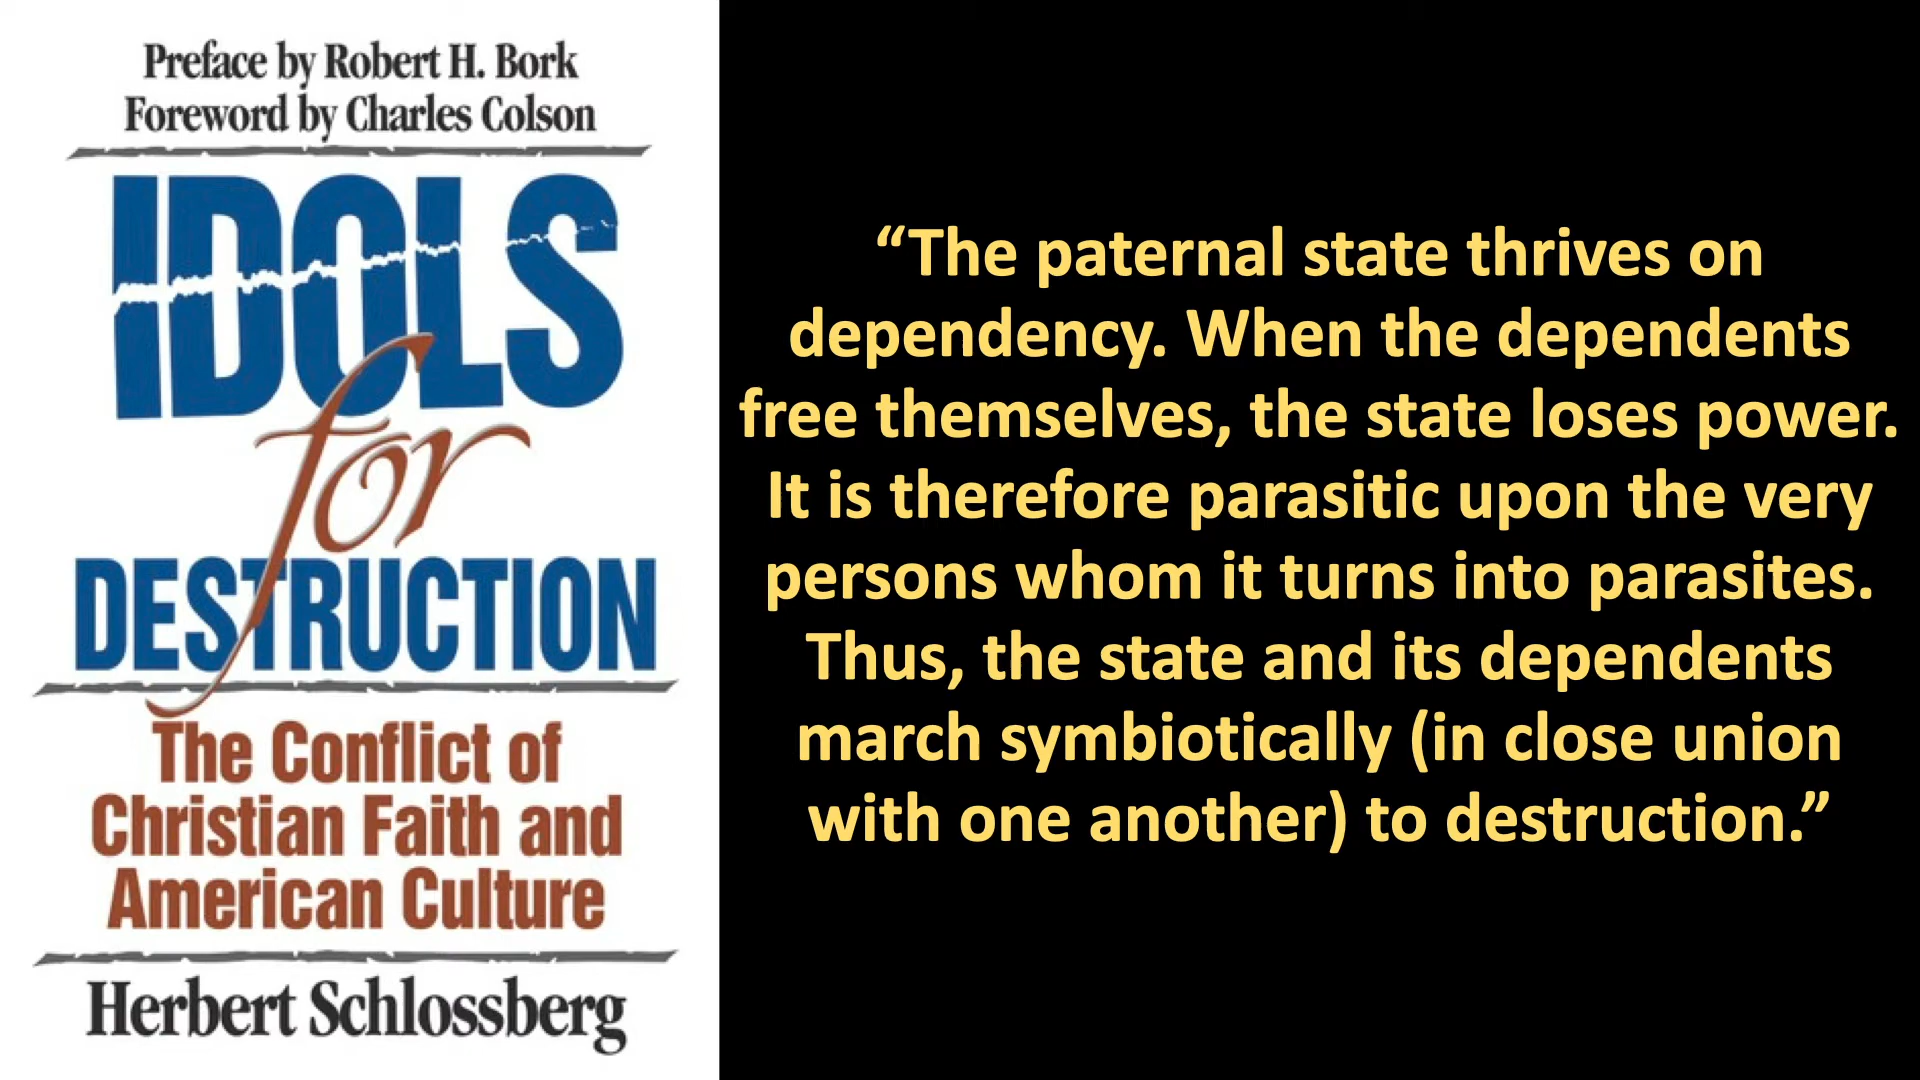 Preface by Robert H. Bork
Foreword by Charles Colson
IDOLS
for
DESTRUCTION
The Conflict of
Christian Faith and
American Culture
Herbert Schlossberg
“The paternal state thrives on
dependency. When the dependents
free themselves, the state loses power.
It is therefore parasitic upon the very
persons whom it turns into parasites.
Thus, the state and its dependents
march symbiotically (in close union
with one another) to destruction.”